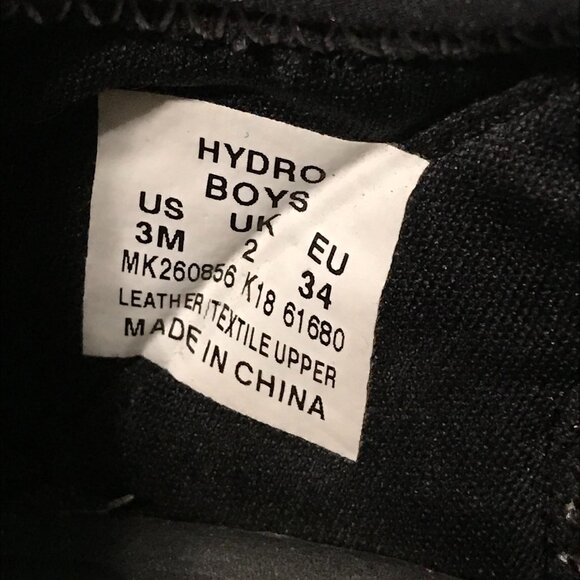 HYDRO
BOYS
US UK EU
3M 2 34
MK260856 K18 61680
LEATHER/TEXTILE UPPER
MADE IN CHINA